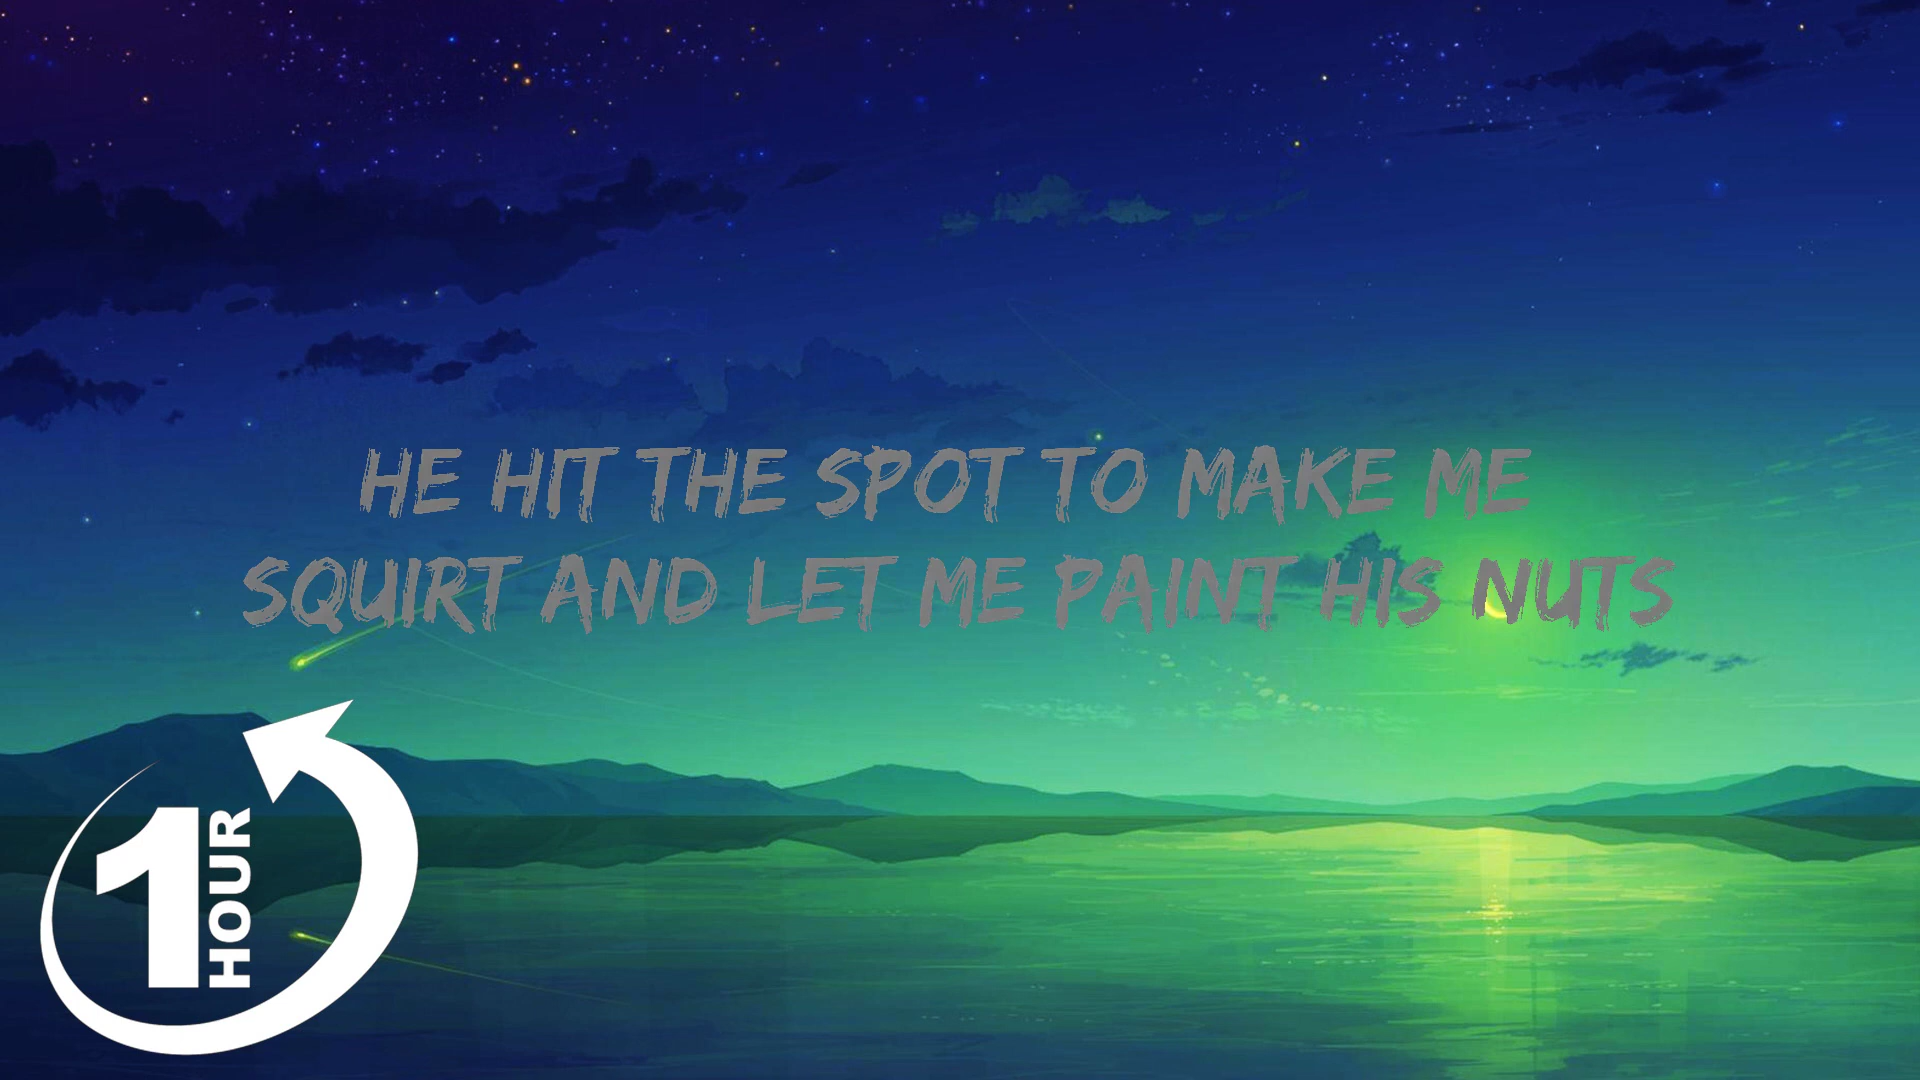 HE HIT THE SPOT TO MAKE ME
SQUIRT AND LET ME PAINT HIS NUTS
1 HOUR